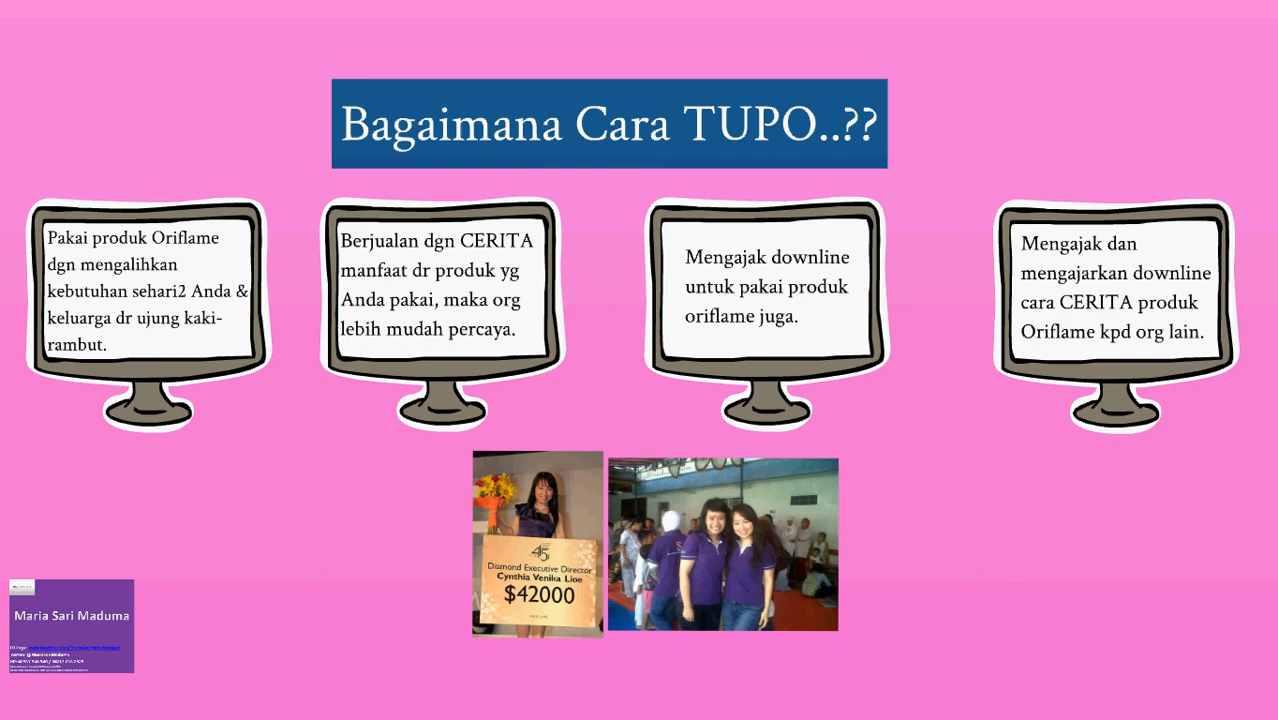 Bagaimana Cara TUPO..??
Pakai produk Oriflame
dgn mengalihkan
kebutuhan sehari2 Anda &
keluarga dr ujung kaki-
rambut.
Berjualan dgn CERITA
manfaat dr produk yg
Anda pakai, maka org
lebih mudah percaya.
Mengajak downline
untuk pakai produk
oriflame juga.
Mengajak dan
mengajarkan downline
cara CERITA produk
Oriflame kpd org lain.
45
Diamond Executive Director
Cynthia Venika Lioe
$42000
ORIFLAME
Maria Sari Maduma